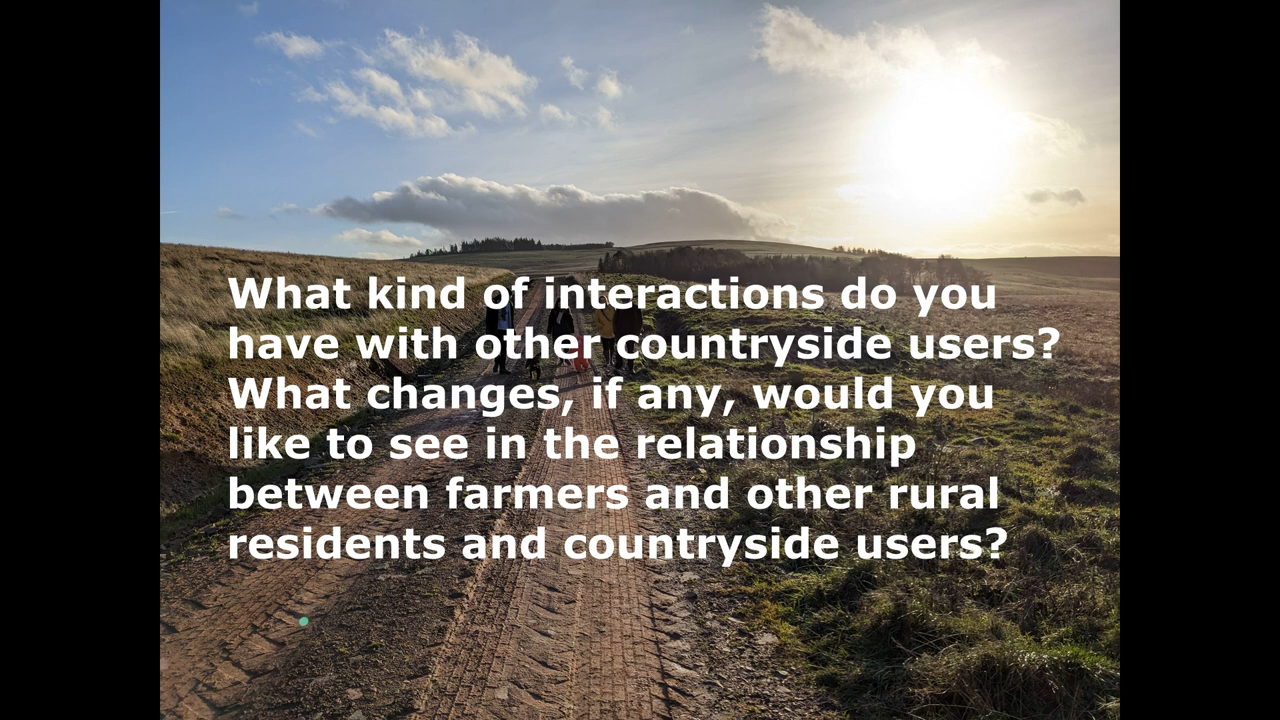 What kind of interactions do you
have with other countryside users?
What changes, if any, would you
like to see in the relationship
between farmers and other rural
residents and countryside users?